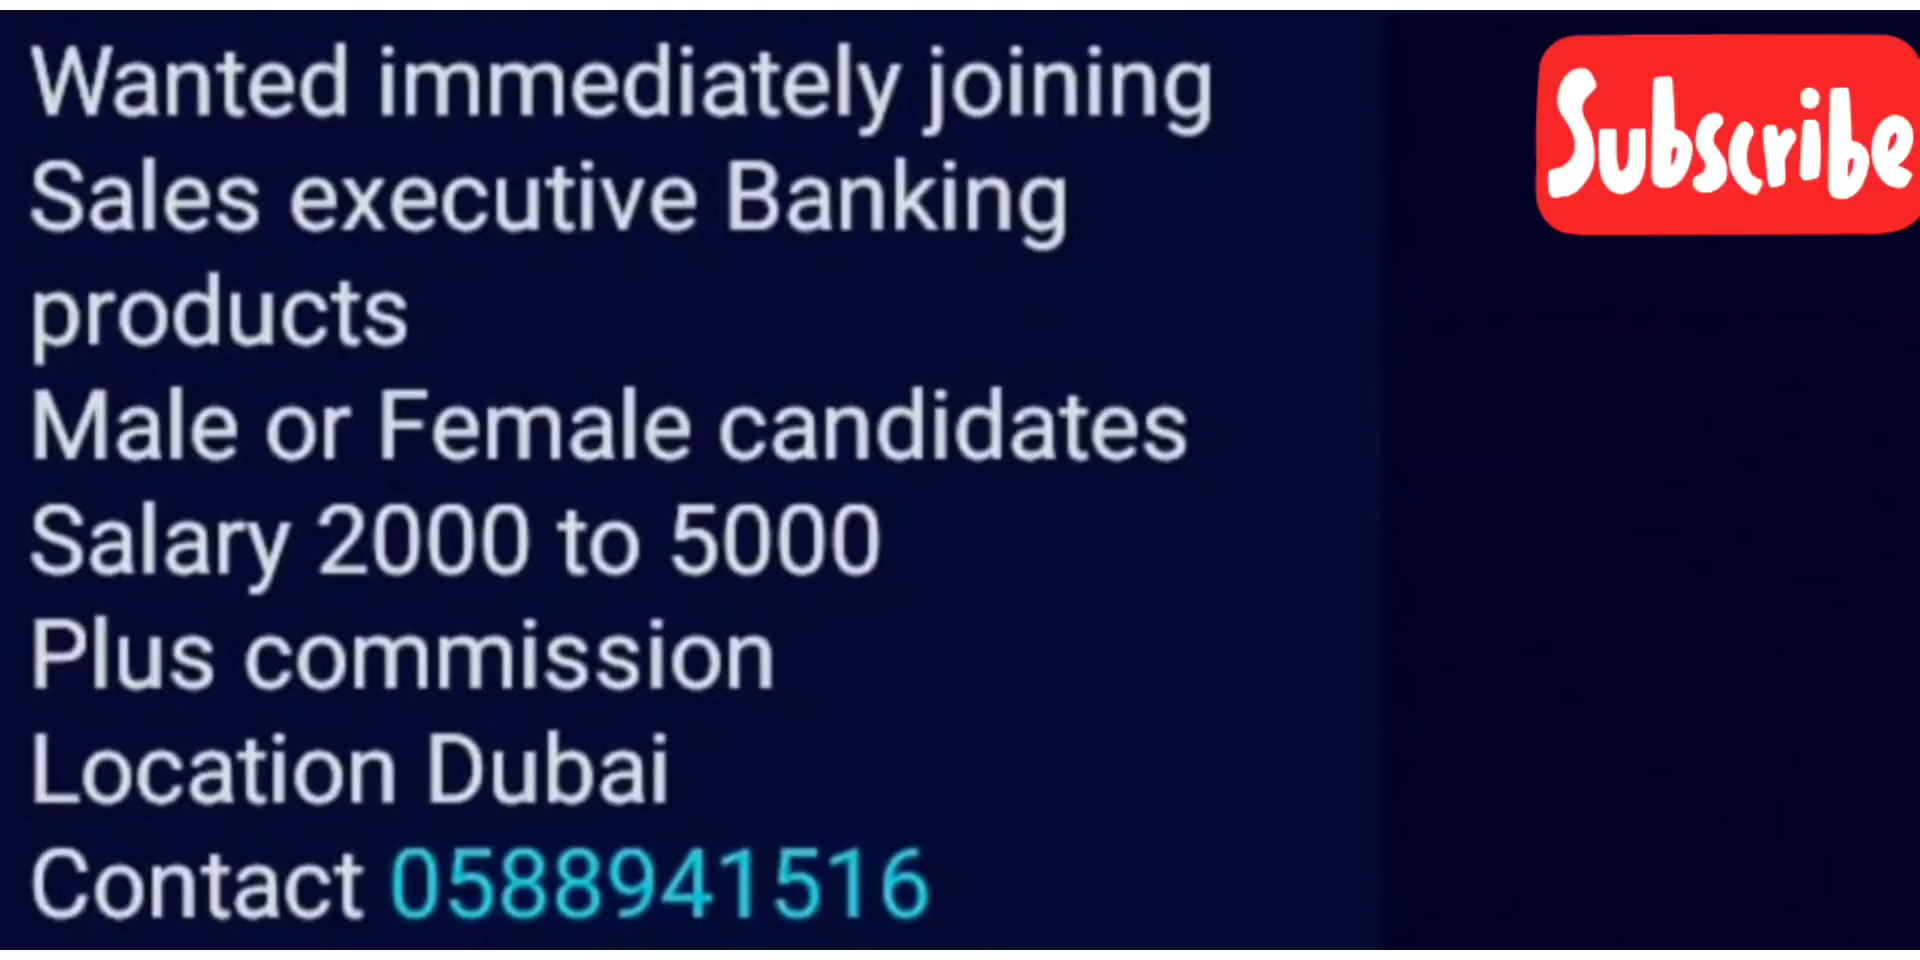 Wanted immediately joining
Sales executive Banking
products
Male or Female candidates
Salary 2000 to 5000
Plus commission
Location Dubai
Contact 0588941516
Subscribe